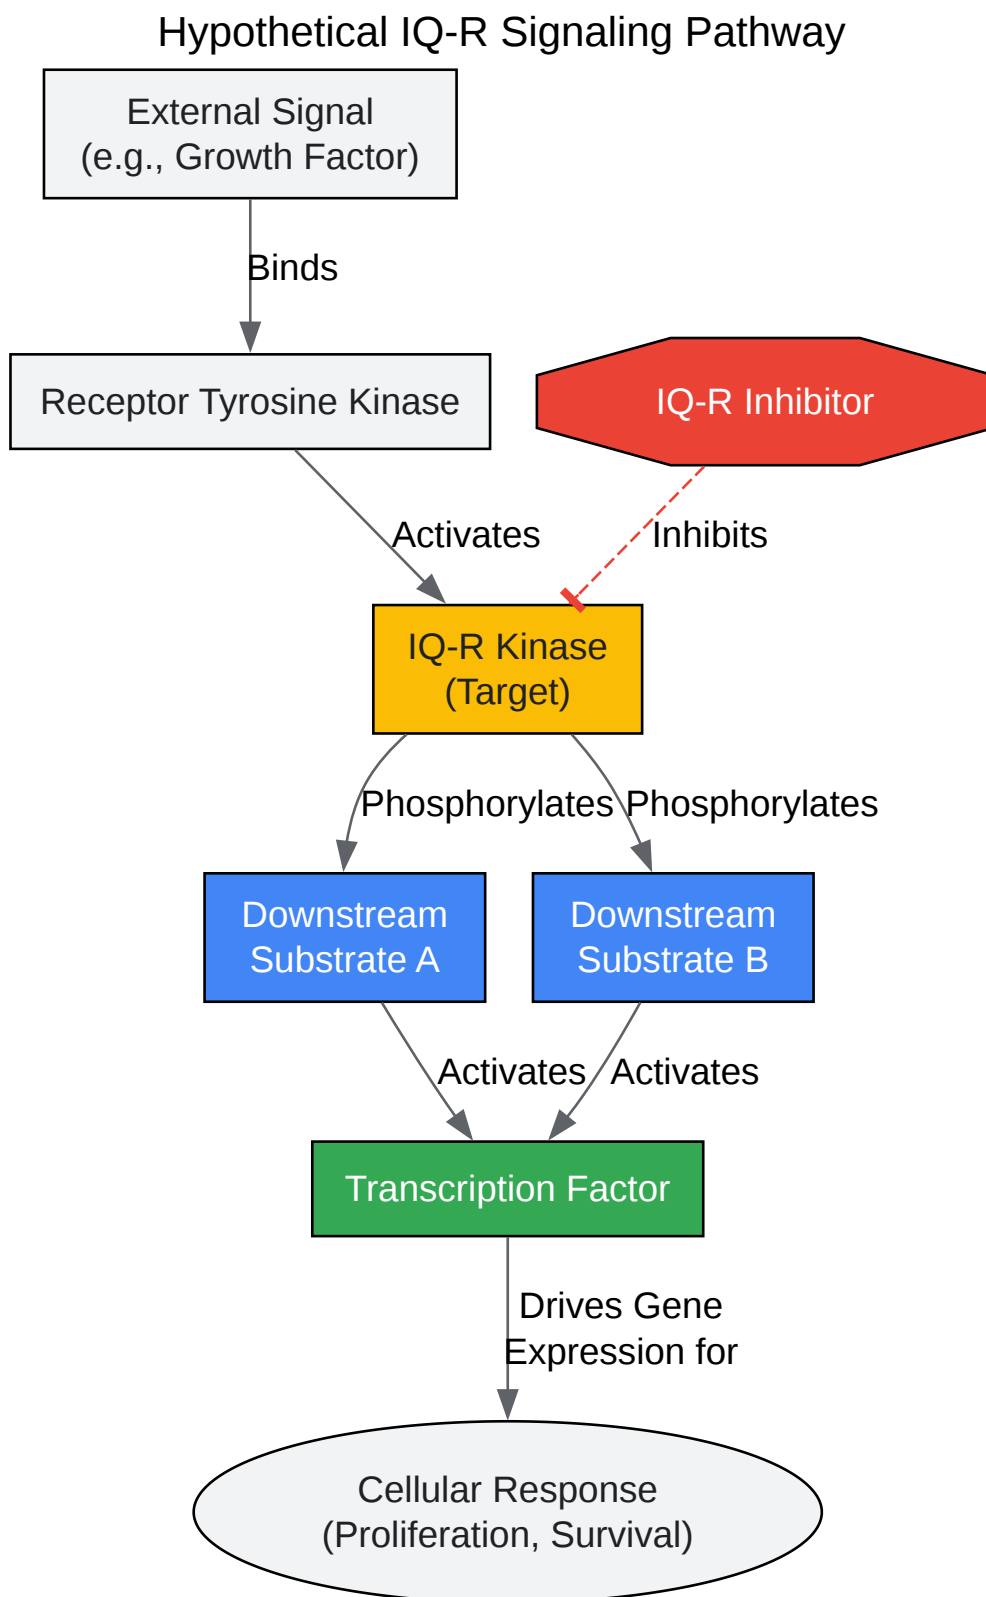 Hypothetical IQ-R Signaling Pathway
External Signal
(e.g., Growth Factor)
Binds
Receptor Tyrosine Kinase
IQ-R Inhibitor
Activates
Inhibits
IQ-R Kinase
(Target)
Phosphorylates
Phosphorylates
Downstream
Substrate A
Downstream
Substrate B
Activates
Activates
Transcription Factor
Drives Gene
Expression for
Cellular Response
(Proliferation, Survival)